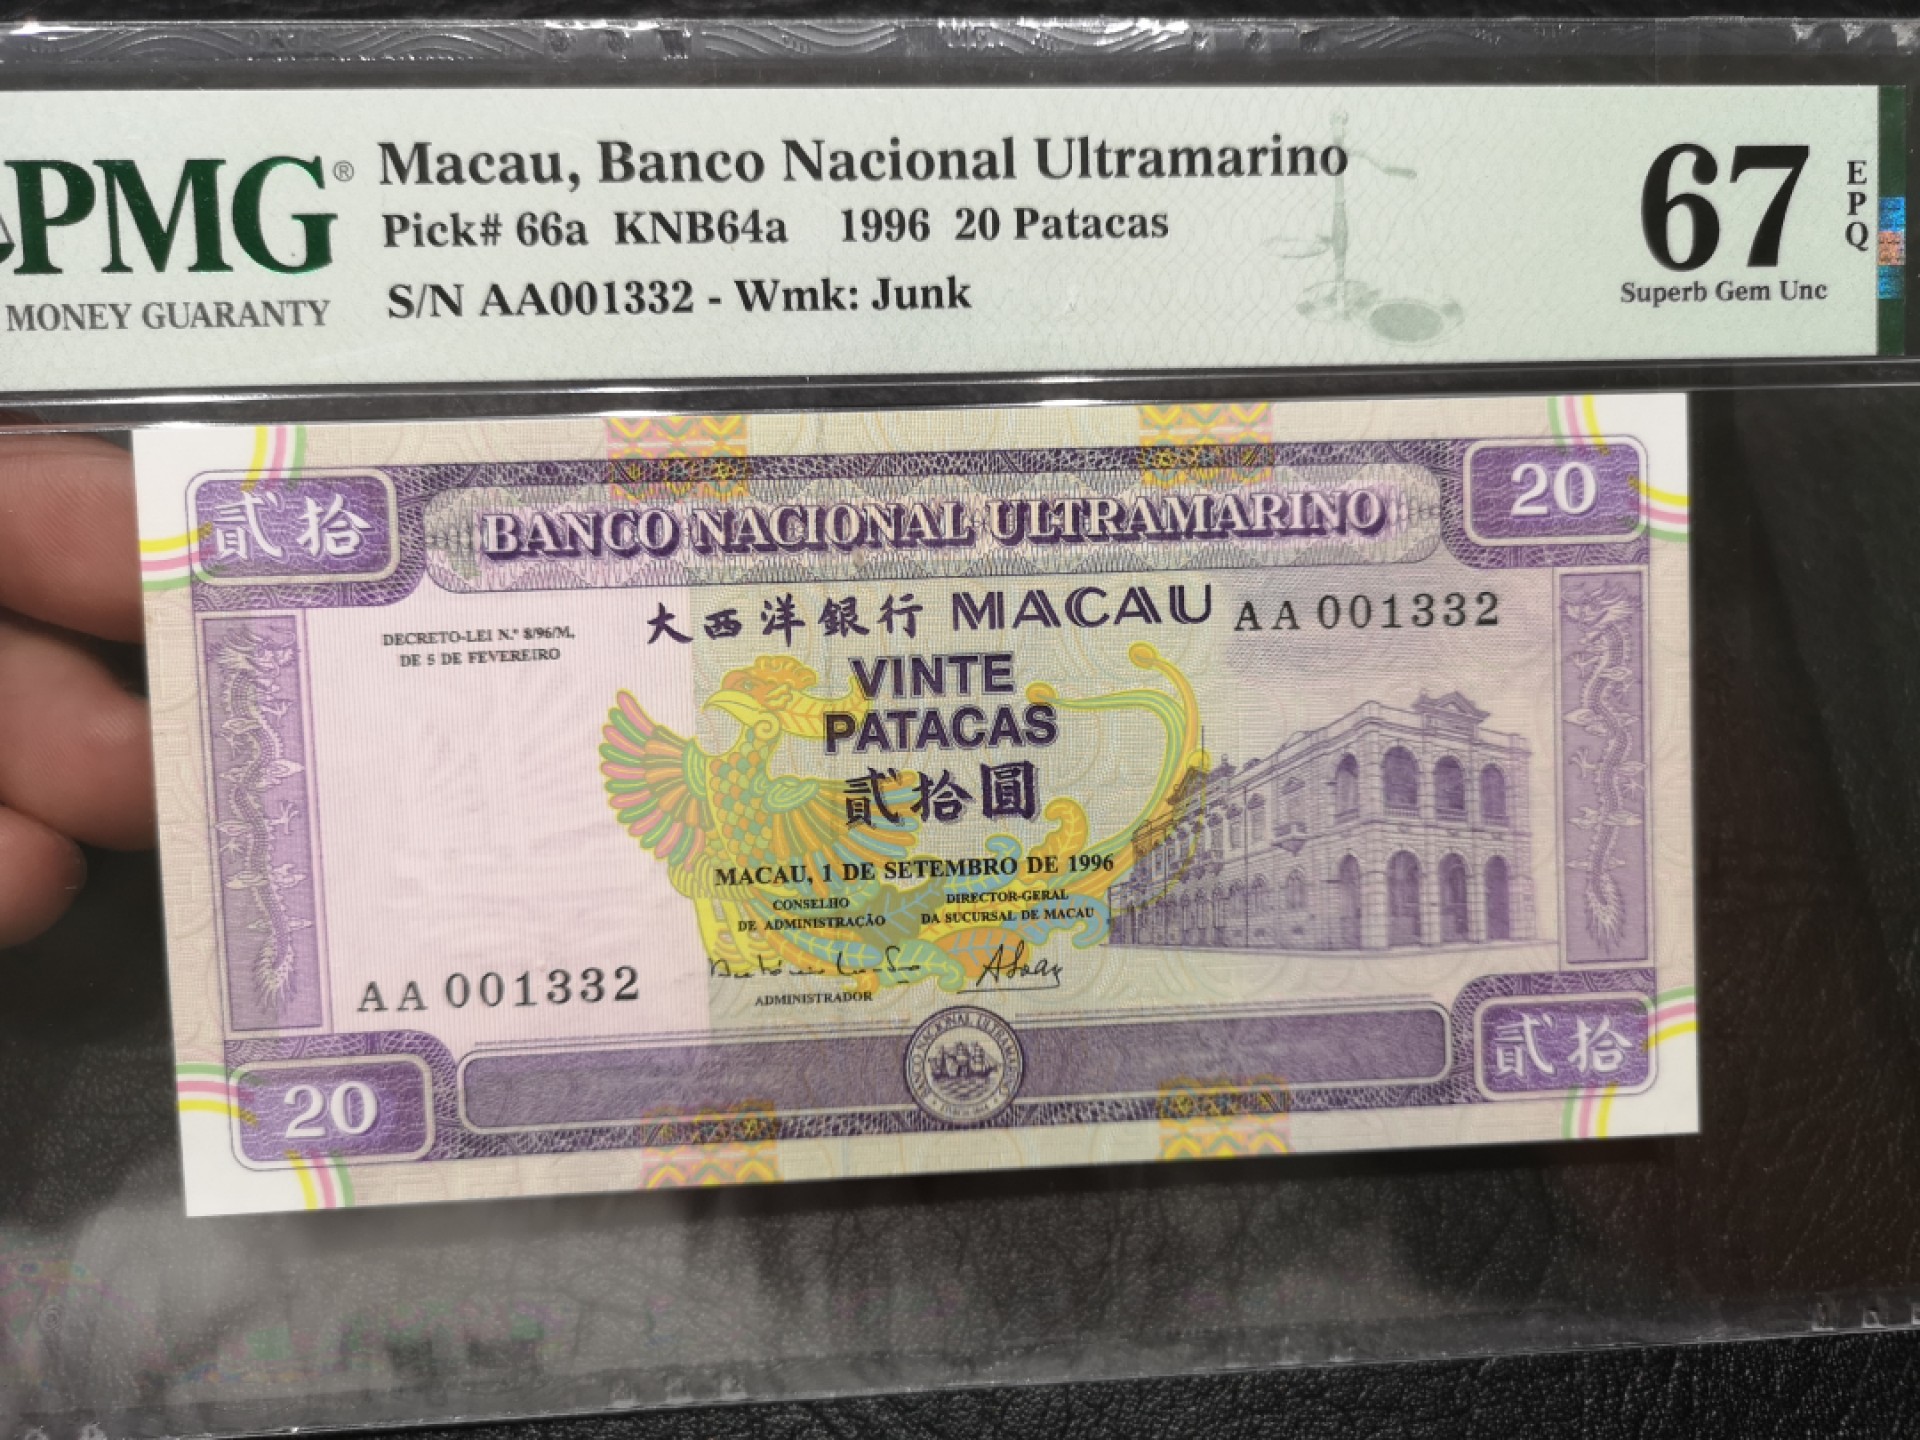 PMG®
MONEY GUARANTY
Macau, Banco Nacional Ultramarino
Pick# 66a KNB64a 1996 20 Patacas
S/N AA001332 - Wmk: Junk
67
EPQ
Superb Gem Unc
貳拾
BANCO NACIONAL ULTRAMARINO
20
DECRETO-LEI N.º 8/96/M,
DE 5 DE FEVEREIRO
大西洋銀行 MACAU
AA 001332
VINTE
PATACAS
貳拾圓
MACAU, 1 DE SETEMBRO DE 1996
CONSELHO
DE ADMINISTRAÇÃO
DIRECTOR-GERAL
DA SUCURSAL DE MACAU
AA 001332
ADMINISTRADOR
20
BANCO NACIONAL ULTRAMARINO
貳拾